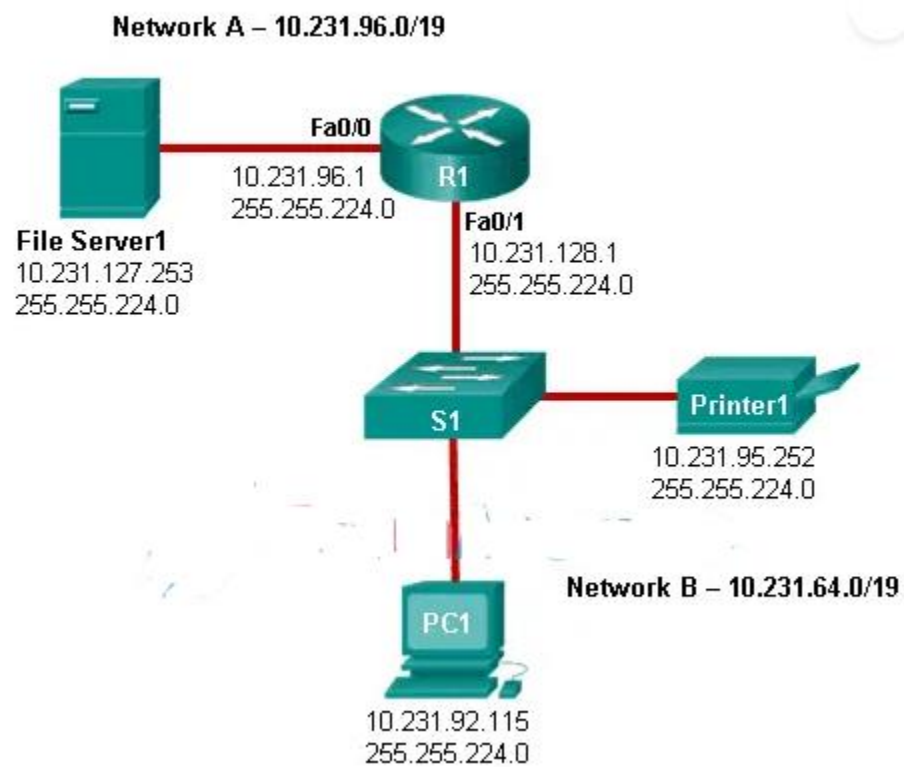 Network A – 10.231.96.0/19
Fa0/0
R1
10.231.96.1
255.255.224.0
File Server1
10.231.127.253
255.255.224.0
Fa0/1
10.231.128.1
255.255.224.0
S1
Printer1
10.231.95.252
255.255.224.0
Network B – 10.231.64.0/19
PC1
10.231.92.115
255.255.224.0